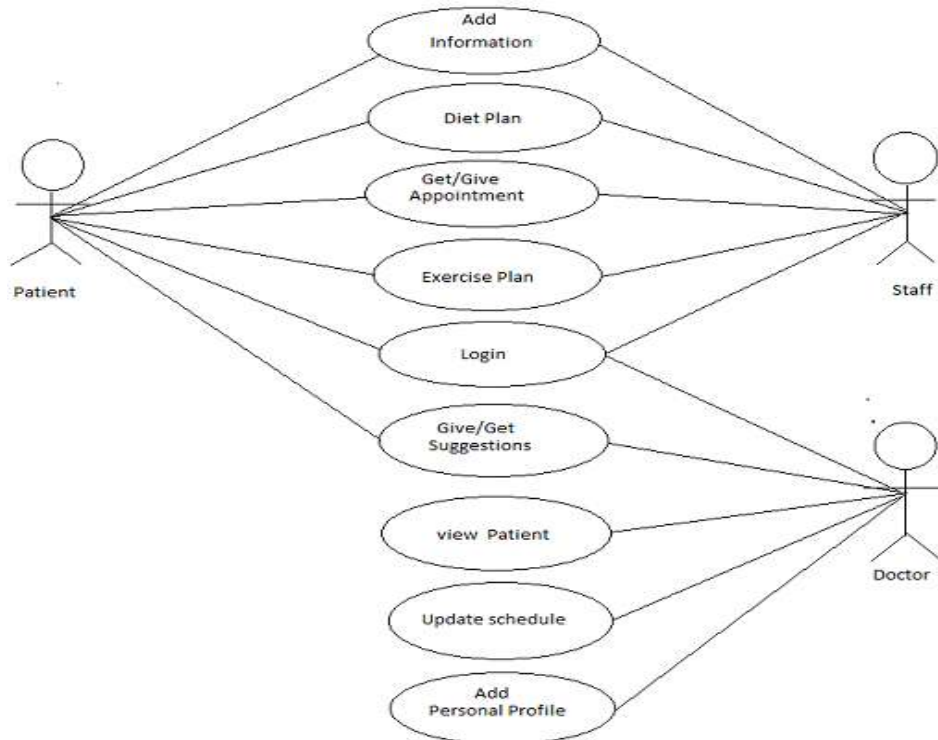 Add
Information
Diet Plan
Get/Give
Appointment
Exercise Plan
Patient
Staff
Login
Give/Get
Suggestions
view Patient
Doctor
Update schedule
Add
Personal Profile